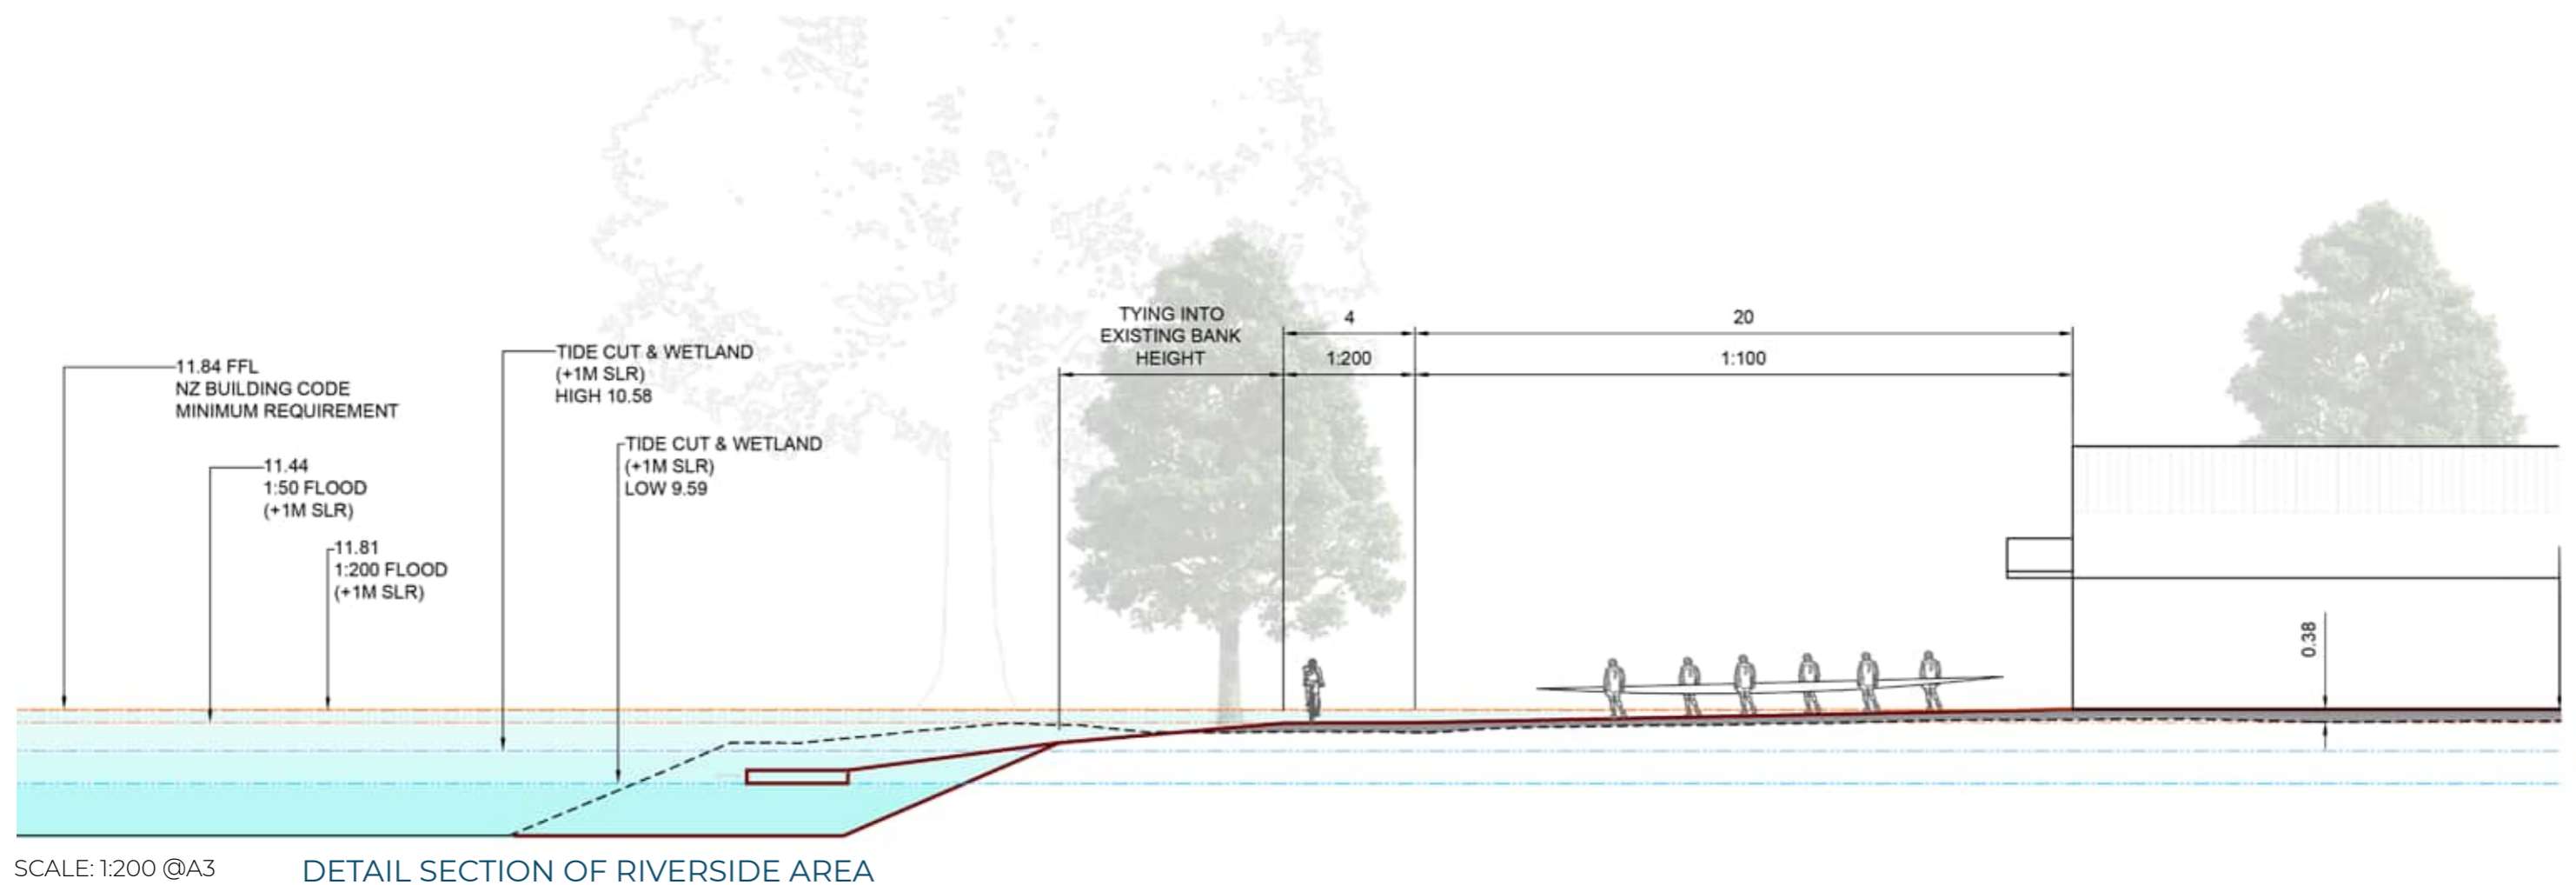 TYING INTO
EXISTING BANK
HEIGHT
4
1:200
20
1:100
11.84 FFL
NZ BUILDING CODE
MINIMUM REQUIREMENT
TIDE CUT & WETLAND
(+1M SLR)
HIGH 10.58
TIDE CUT & WETLAND
(+1M SLR)
LOW 9.59
11.44
1:50 FLOOD
(+1M SLR)
11.81
1:200 FLOOD
(+1M SLR)
0.38
SCALE: 1:200 @A3
DETAIL SECTION OF RIVERSIDE AREA